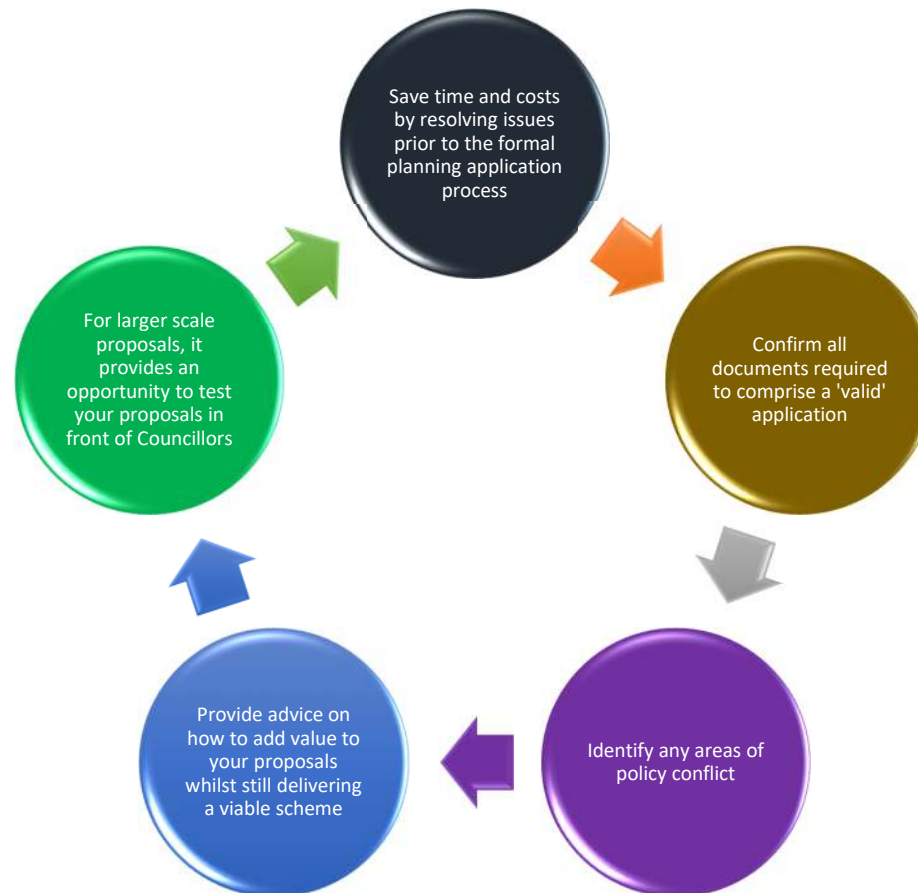 Save time and costs
by resolving issues
prior to the formal
planning application
process
Confirm all
documents required
to comprise a 'valid'
application
Identify any areas of
policy conflict
Provide advice on
how to add value to
your proposals
whilst still delivering
a viable scheme
For larger scale
proposals, it
provides an
opportunity to test
your proposals in
front of Councillors